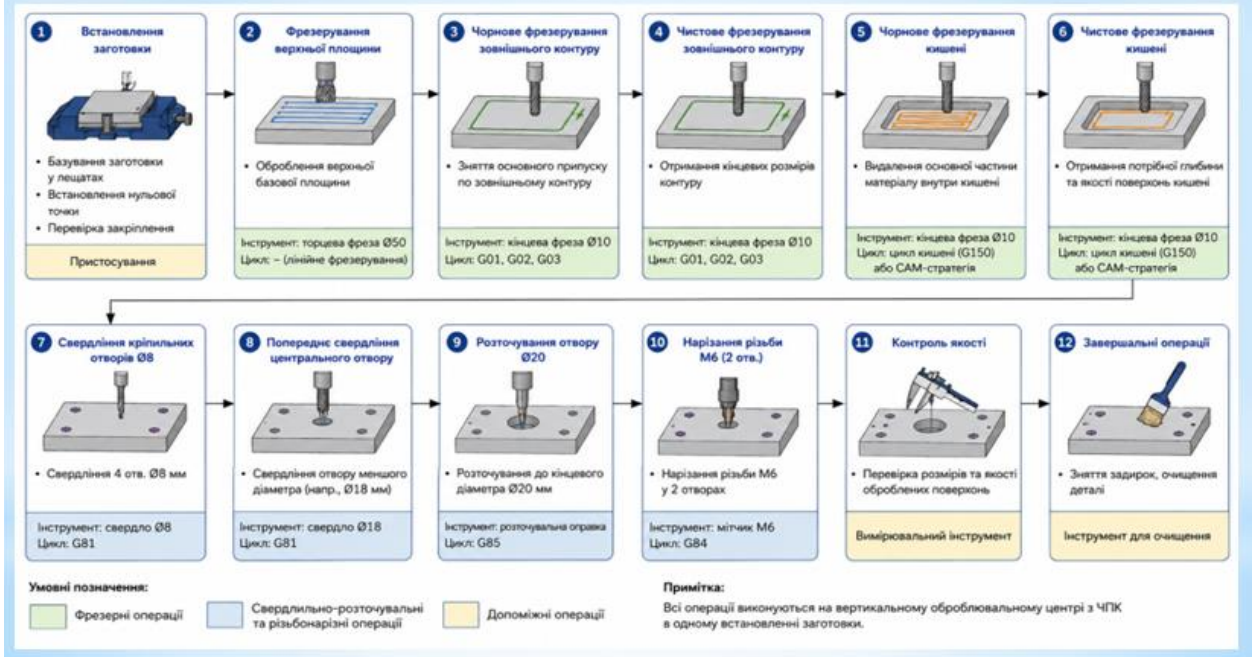 1 Встановлення
заготовки
• Базування заготовки
у лещатах
• Встановлення нульової
точки
• Перевірка закріплення
Пристосування
2 Фрезерування
верхньої площини
• Оброблення верхньої
базової площини
Інструмент: торцева фреза Ø50
Цикл: – (лінійне фрезерування)
3 Чорнове фрезерування
зовнішнього контуру
• Зняття основного припуску
по зовнішньому контуру
Інструмент: кінцева фреза Ø10
Цикл: G01, G02, G03
4 Чистове фрезерування
зовнішнього контуру
• Отримання кінцевих розмірів
контуру
Інструмент: кінцева фреза Ø10
Цикл: G01, G02, G03
5 Чорнове фрезерування
кишені
• Видалення основної частини
матеріалу внутри кишені
Інструмент: кінцева фреза Ø10
Цикл: цикл кишені (G150)
або CAM-стратегія
6 Чистове фрезерування
кишені
• Отримання потрібної глибини
та якості поверхонь кишені
Інструмент: кінцева фреза Ø10
Цикл: цикл кишені (G150)
або CAM-стратегія
7 Свердління кріпильних
отворів Ø8
• Свердління 4 отв. Ø8 мм
Інструмент: свердло Ø8
Цикл: G81
8 Попереднє свердління
центрального отвору
• Свердління отвору меншого
діаметра (напр., Ø18 мм)
Інструмент: свердло Ø18
Цикл: G81
9 Розточування отвору
Ø20
• Розточування до кінцевого
діаметра Ø20 мм
Інструмент: розточувальна оправка
Цикл: G85
10 Нарізання різьби
М6 (2 отв.)
• Нарізання різьби М6
у 2 отворах
Інструмент: мітчик М6
Цикл: G84
11 Контроль якості
• Перевірка розмірів та якості
оброблених поверхонь
Вимірювальний інструмент
12 Завершальні операції
• Зняття задирок, очищення
деталі
Інструмент для очищення
Умовні позначення:
Фрезерні операції
Свердлильно-розточувальні
та різьбонарізні операції
Допоміжні операції
Примітка:
Всі операції виконуються на вертикальному оброблювальному центрі з ЧПК
в одному встановленні заготовки.